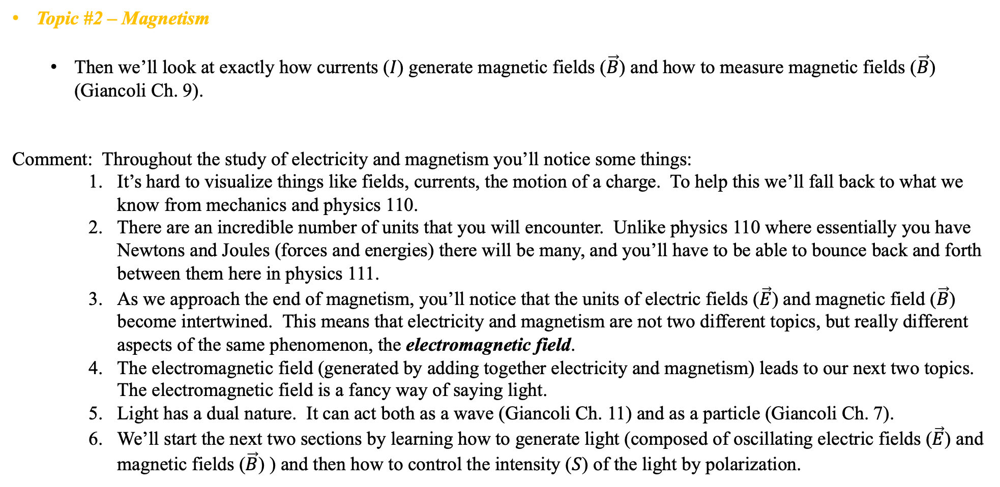 • Topic #2 – Magnetism
• Then we’ll look at exactly how currents (I) generate magnetic fields (B⃗) and how to measure magnetic fields (B⃗)
(Giancoli Ch. 9).
Comment:  Throughout the study of electricity and magnetism you’ll notice some things:
1. It’s hard to visualize things like fields, currents, the motion of a charge.  To help this we’ll fall back to what we
know from mechanics and physics 110.
2. There are an incredible number of units that you will encounter.  Unlike physics 110 where essentially you have
Newtons and Joules (forces and energies) there will be many, and you’ll have to be able to bounce back and forth
between them here in physics 111.
3. As we approach the end of magnetism, you’ll notice that the units of electric fields (E⃗) and magnetic field (B⃗)
become intertwined.  This means that electricity and magnetism are not two different topics, but really different
aspects of the same phenomenon, the electromagnetic field.
4. The electromagnetic field (generated by adding together electricity and magnetism) leads to our next two topics.
The electromagnetic field is a fancy way of saying light.
5. Light has a dual nature.  It can act both as a wave (Giancoli Ch. 11) and as a particle (Giancoli Ch. 7).
6. We’ll start the next two sections by learning how to generate light (composed of oscillating electric fields (E⃗) and
magnetic fields (B⃗) ) and then how to control the intensity (S) of the light by polarization.